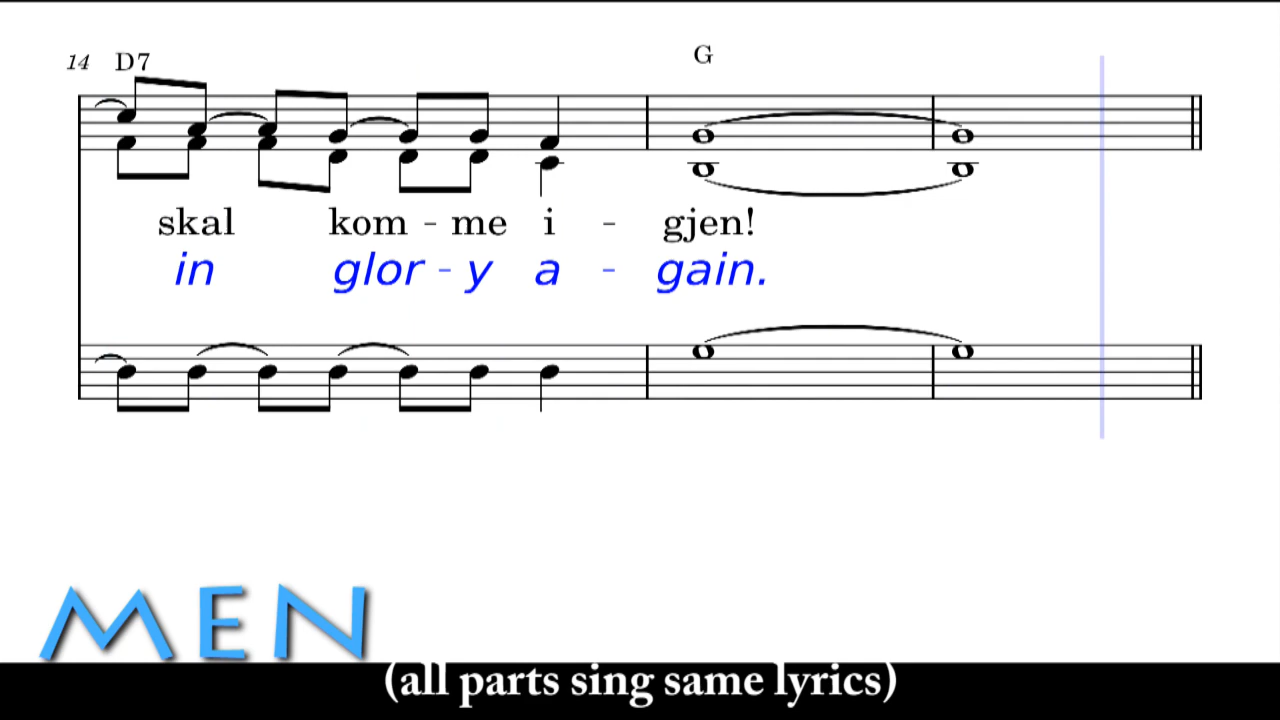 14 D7 G
skal kom - me i - gjen!
in glor - y a - gain.
MEN
(all parts sing same lyrics)